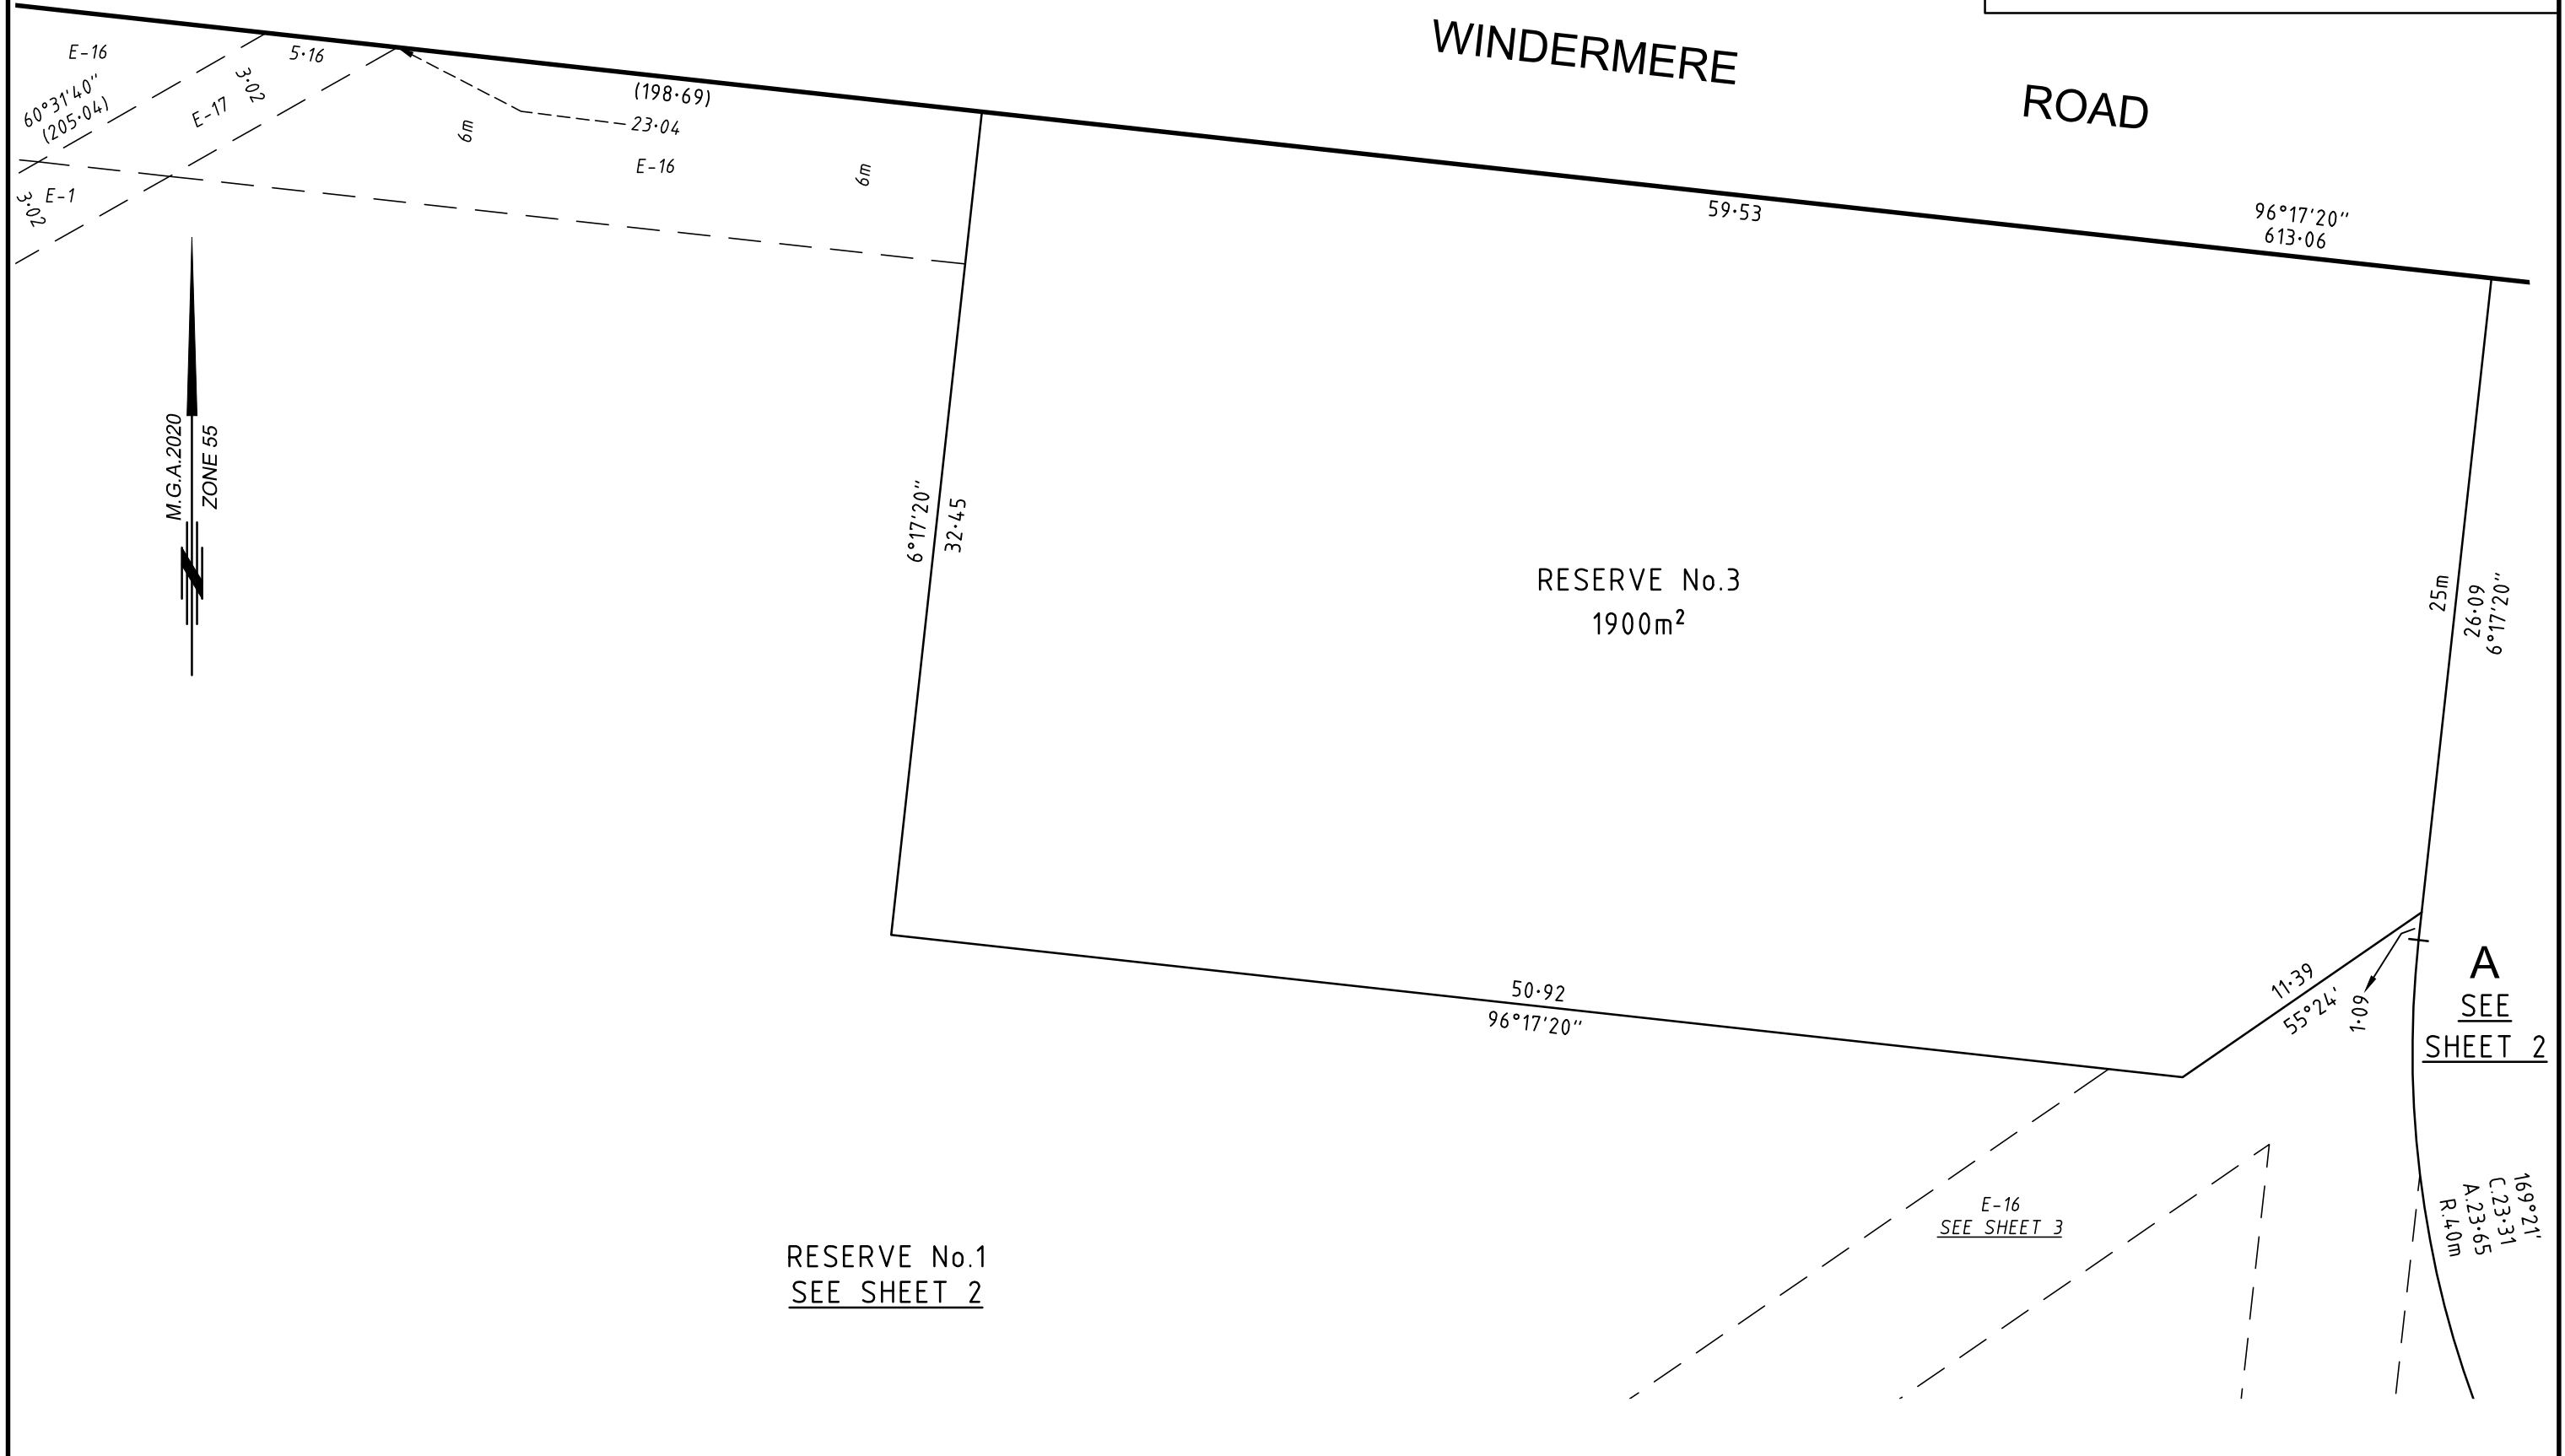 WINDERMERE
ROAD
E-16
5·16
3·02
60°31'40"
(205·04)
E-17
(198·69)
23·04
6m
E-16
6m
E-1
3·02
59·53
96°17'20"
613·06
M.G.A.2020
ZONE 55
N
6°17'20"
32·45
RESERVE No.3
1900m²
25m
26·09
6°17'20"
50·92
96°17'20"
11·39
55°24'
1·09
A
SEE
SHEET 2
169°21'
C.23·31
A.23·65
R.40m
E-16
SEE SHEET 3
RESERVE No.1
SEE SHEET 2